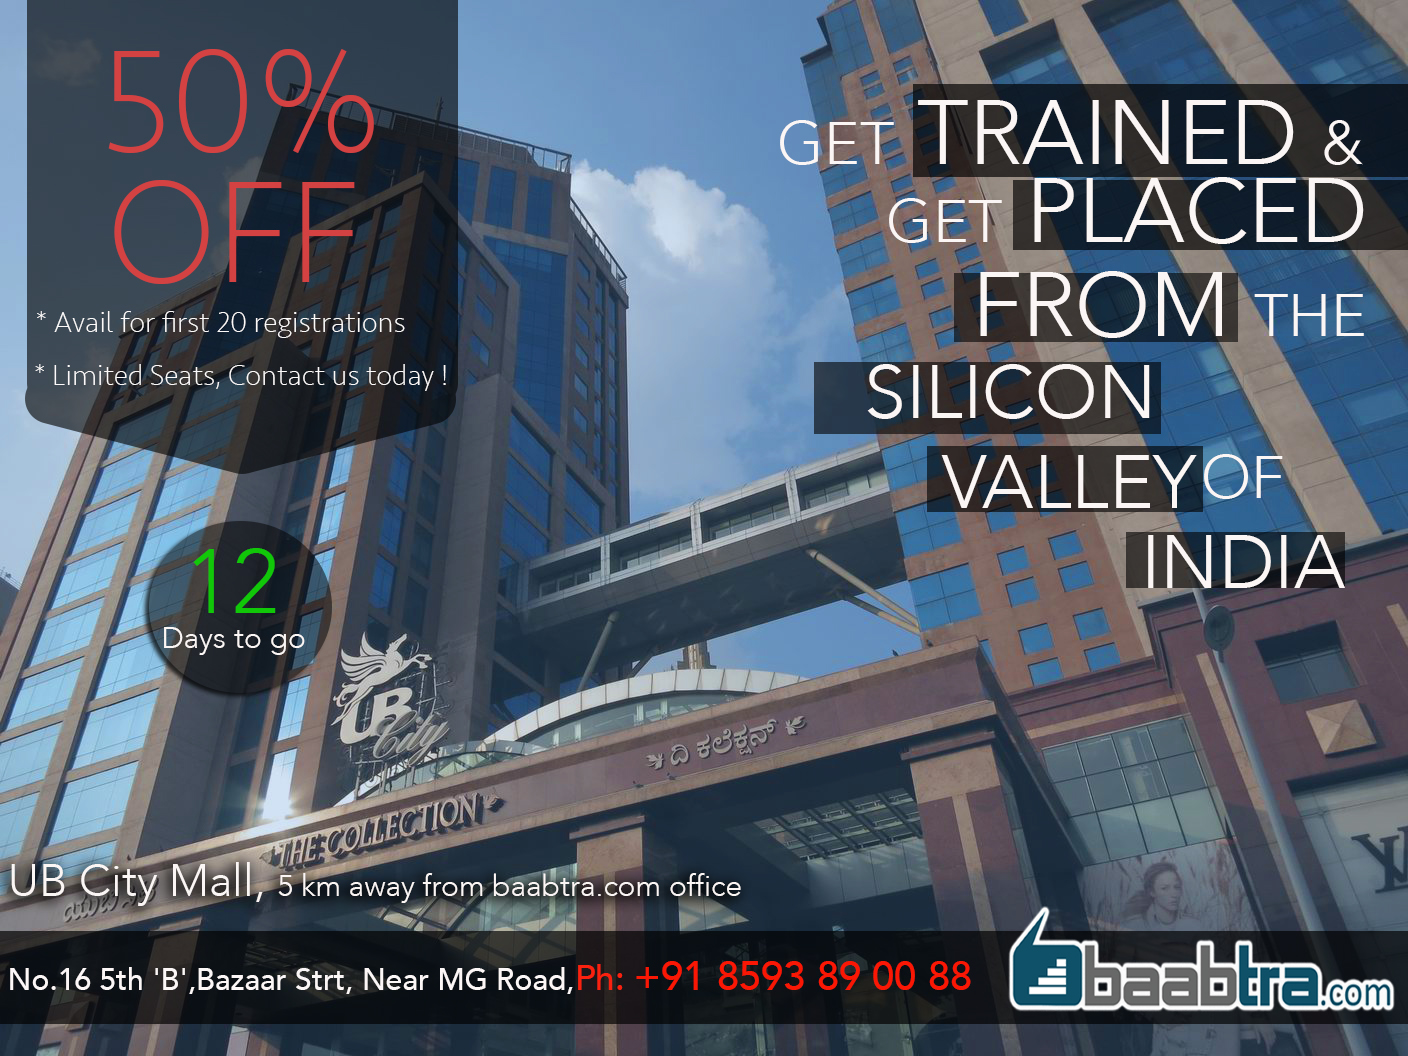 50%
OFF
* Avail for first 20 registrations
* Limited Seats, Contact us today !
GET TRAINED &
GET PLACED
FROM THE
SILICON
VALLEY OF
INDIA
12
Days to go
UB
City
ದಿ ಕಲೆಕ್ಷನ್
THE COLLECTION
UB City Mall, 5 km away from baabtra.com office
No.16 5th 'B',Bazaar Strt, Near MG Road,Ph: +91 8593 89 00 88
baabtra.com